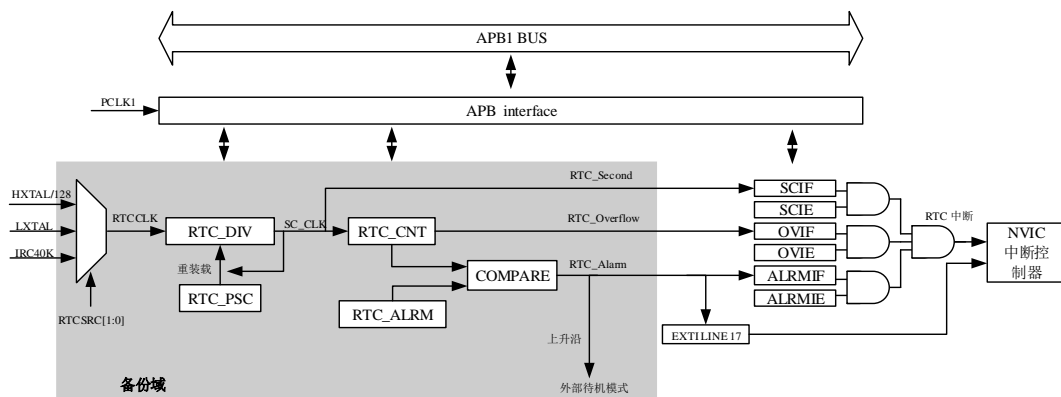 APB1 BUS
PCLK1
APB interface
HXTAL/128
LXTAL
IRC40K
RTCCLK
RTCSRC[1:0]
RTC_DIV
SC_CLK
重装载
RTC_PSC
RTC_CNT
RTC_ALRM
COMPARE
RTC_Second
RTC_Overflow
RTC_Alarm
上升沿
外部待机模式
备份域
SCIF
SCIE
OVIF
OVIE
ALRMIF
ALRMIE
EXTI LINE 17
RTC 中断
NVIC
中断控
制器